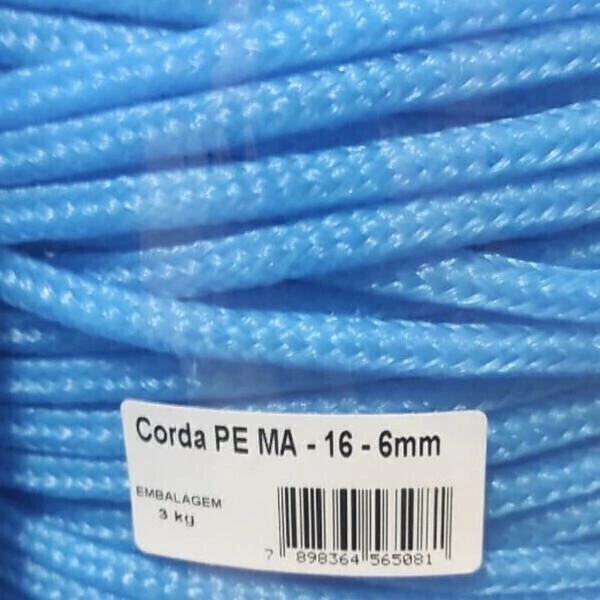 Corda PE MA - 16 - 6mm
EMBALAGEM
3 kg
7 898364 565081